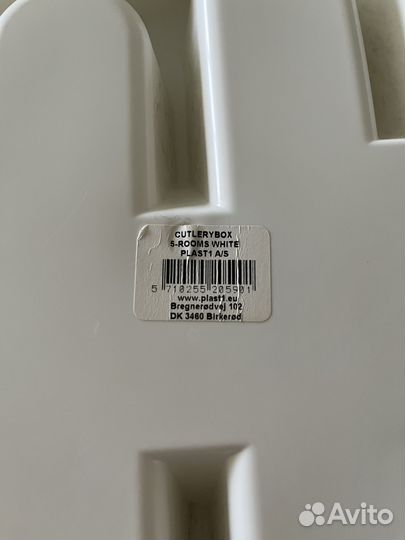 CUTLERYBOX
5-ROOMS WHITE
PLAST1 A/S
5 710255 205901
www.plast1.eu
Bregnerødvej 102
DK 3460 Birkerød
Avito